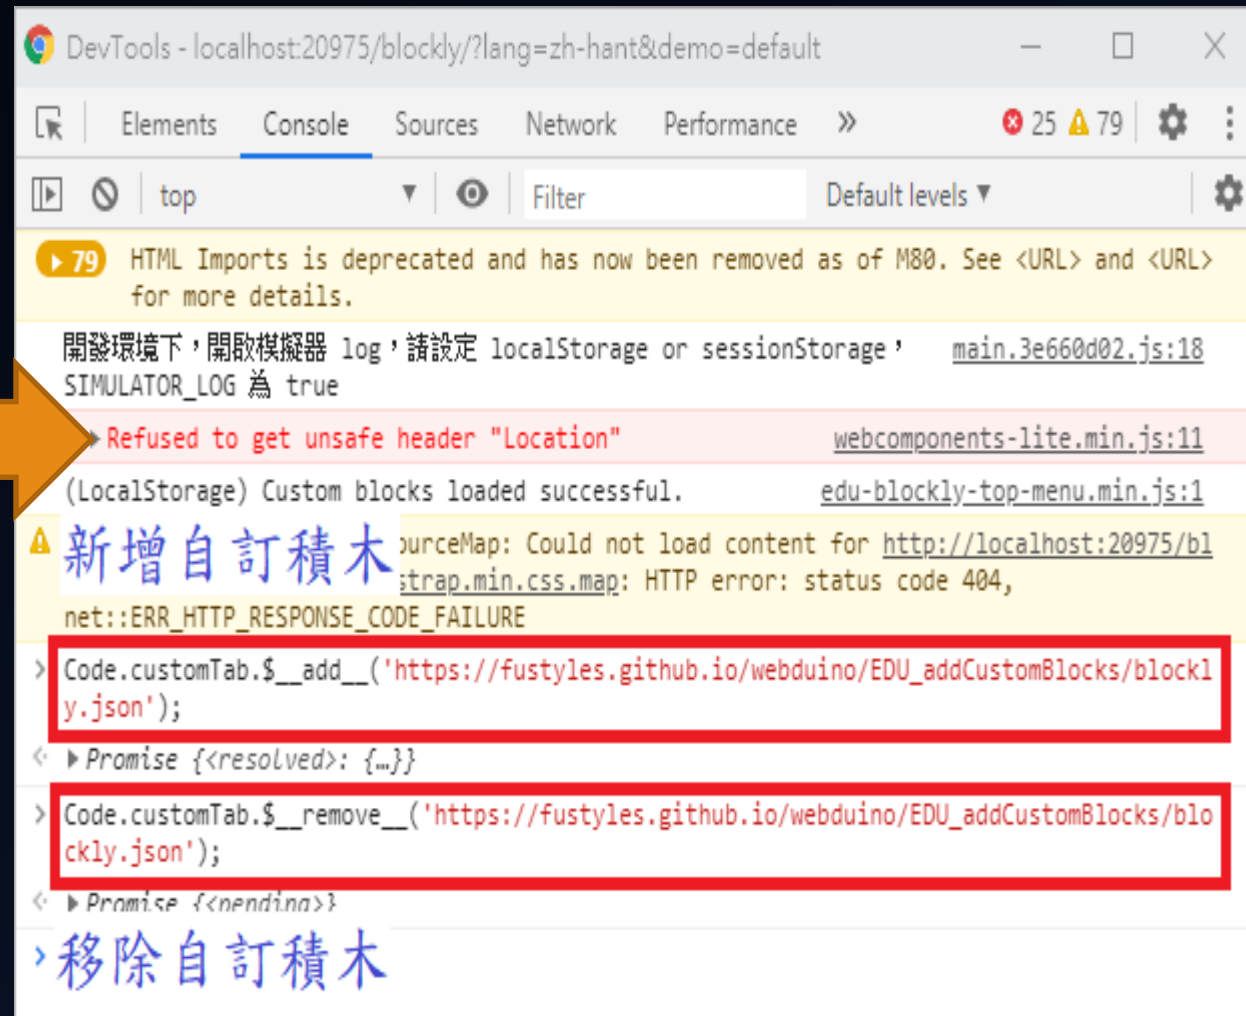 DevTools - localhost:20975/blockly/?lang=zh-hant&demo=default
Elements Console Sources Network Performance » 25 79
top Filter Default levels ▼
79 HTML Imports is deprecated and has now been removed as of M80. See <URL> and <URL>
for more details.
開發環境下，開啟模擬器 log，請設定 localStorage or sessionStorage， main.3e660d02.js:18
SIMULATOR_LOG 為 true
Refused to get unsafe header "Location" webcomponents-lite.min.js:11
(LocalStorage) Custom blocks loaded successful. edu-blockly-top-menu.min.js:1
新增自訂積木
ourceMap: Could not load content for http://localhost:20975/bl
strap.min.css.map: HTTP error: status code 404,
net::ERR_HTTP_RESPONSE_CODE_FAILURE
> Code.customTab.$__add__('https://fustyles.github.io/webduino/EDU_addCustomBlocks/blockl
y.json');
Promise {<resolved>: {…}}
> Code.customTab.$__remove__('https://fustyles.github.io/webduino/EDU_addCustomBlocks/blo
ckly.json');
Promise {<pending>}
移除自訂積木